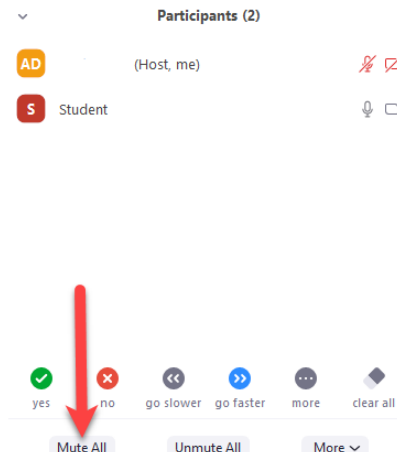 Participants (2)
AD (Host, me)
S Student
yes no go slower go faster more clear all
Mute All Unmute All More